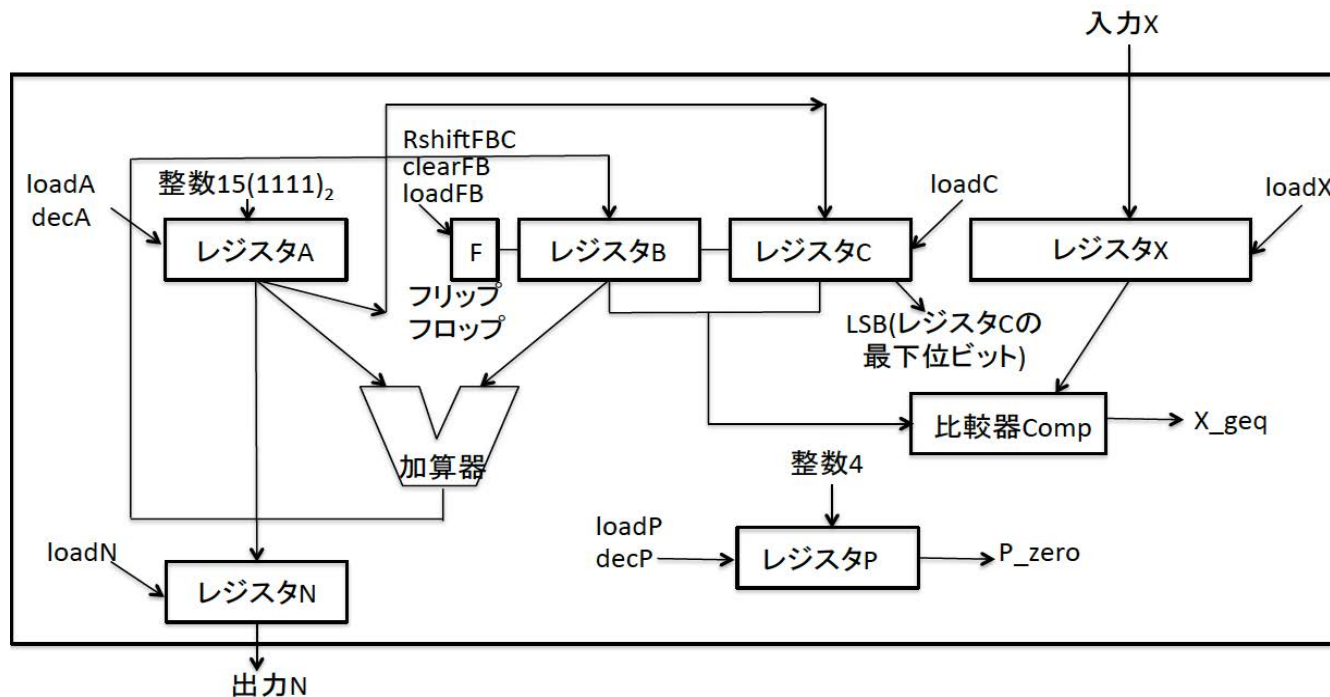 入力X
RshiftFBC
clearFB
loadFB
loadA
decA
整数15(1111)₂
loadC
loadX
レジスタA
F
レジスタB
レジスタC
レジスタX
フリップ
フロップ
LSB(レジスタCの
最下位ビット)
比較器Comp
X_geq
加算器
整数4
loadP
decP
レジスタP
P_zero
loadN
レジスタN
出力N